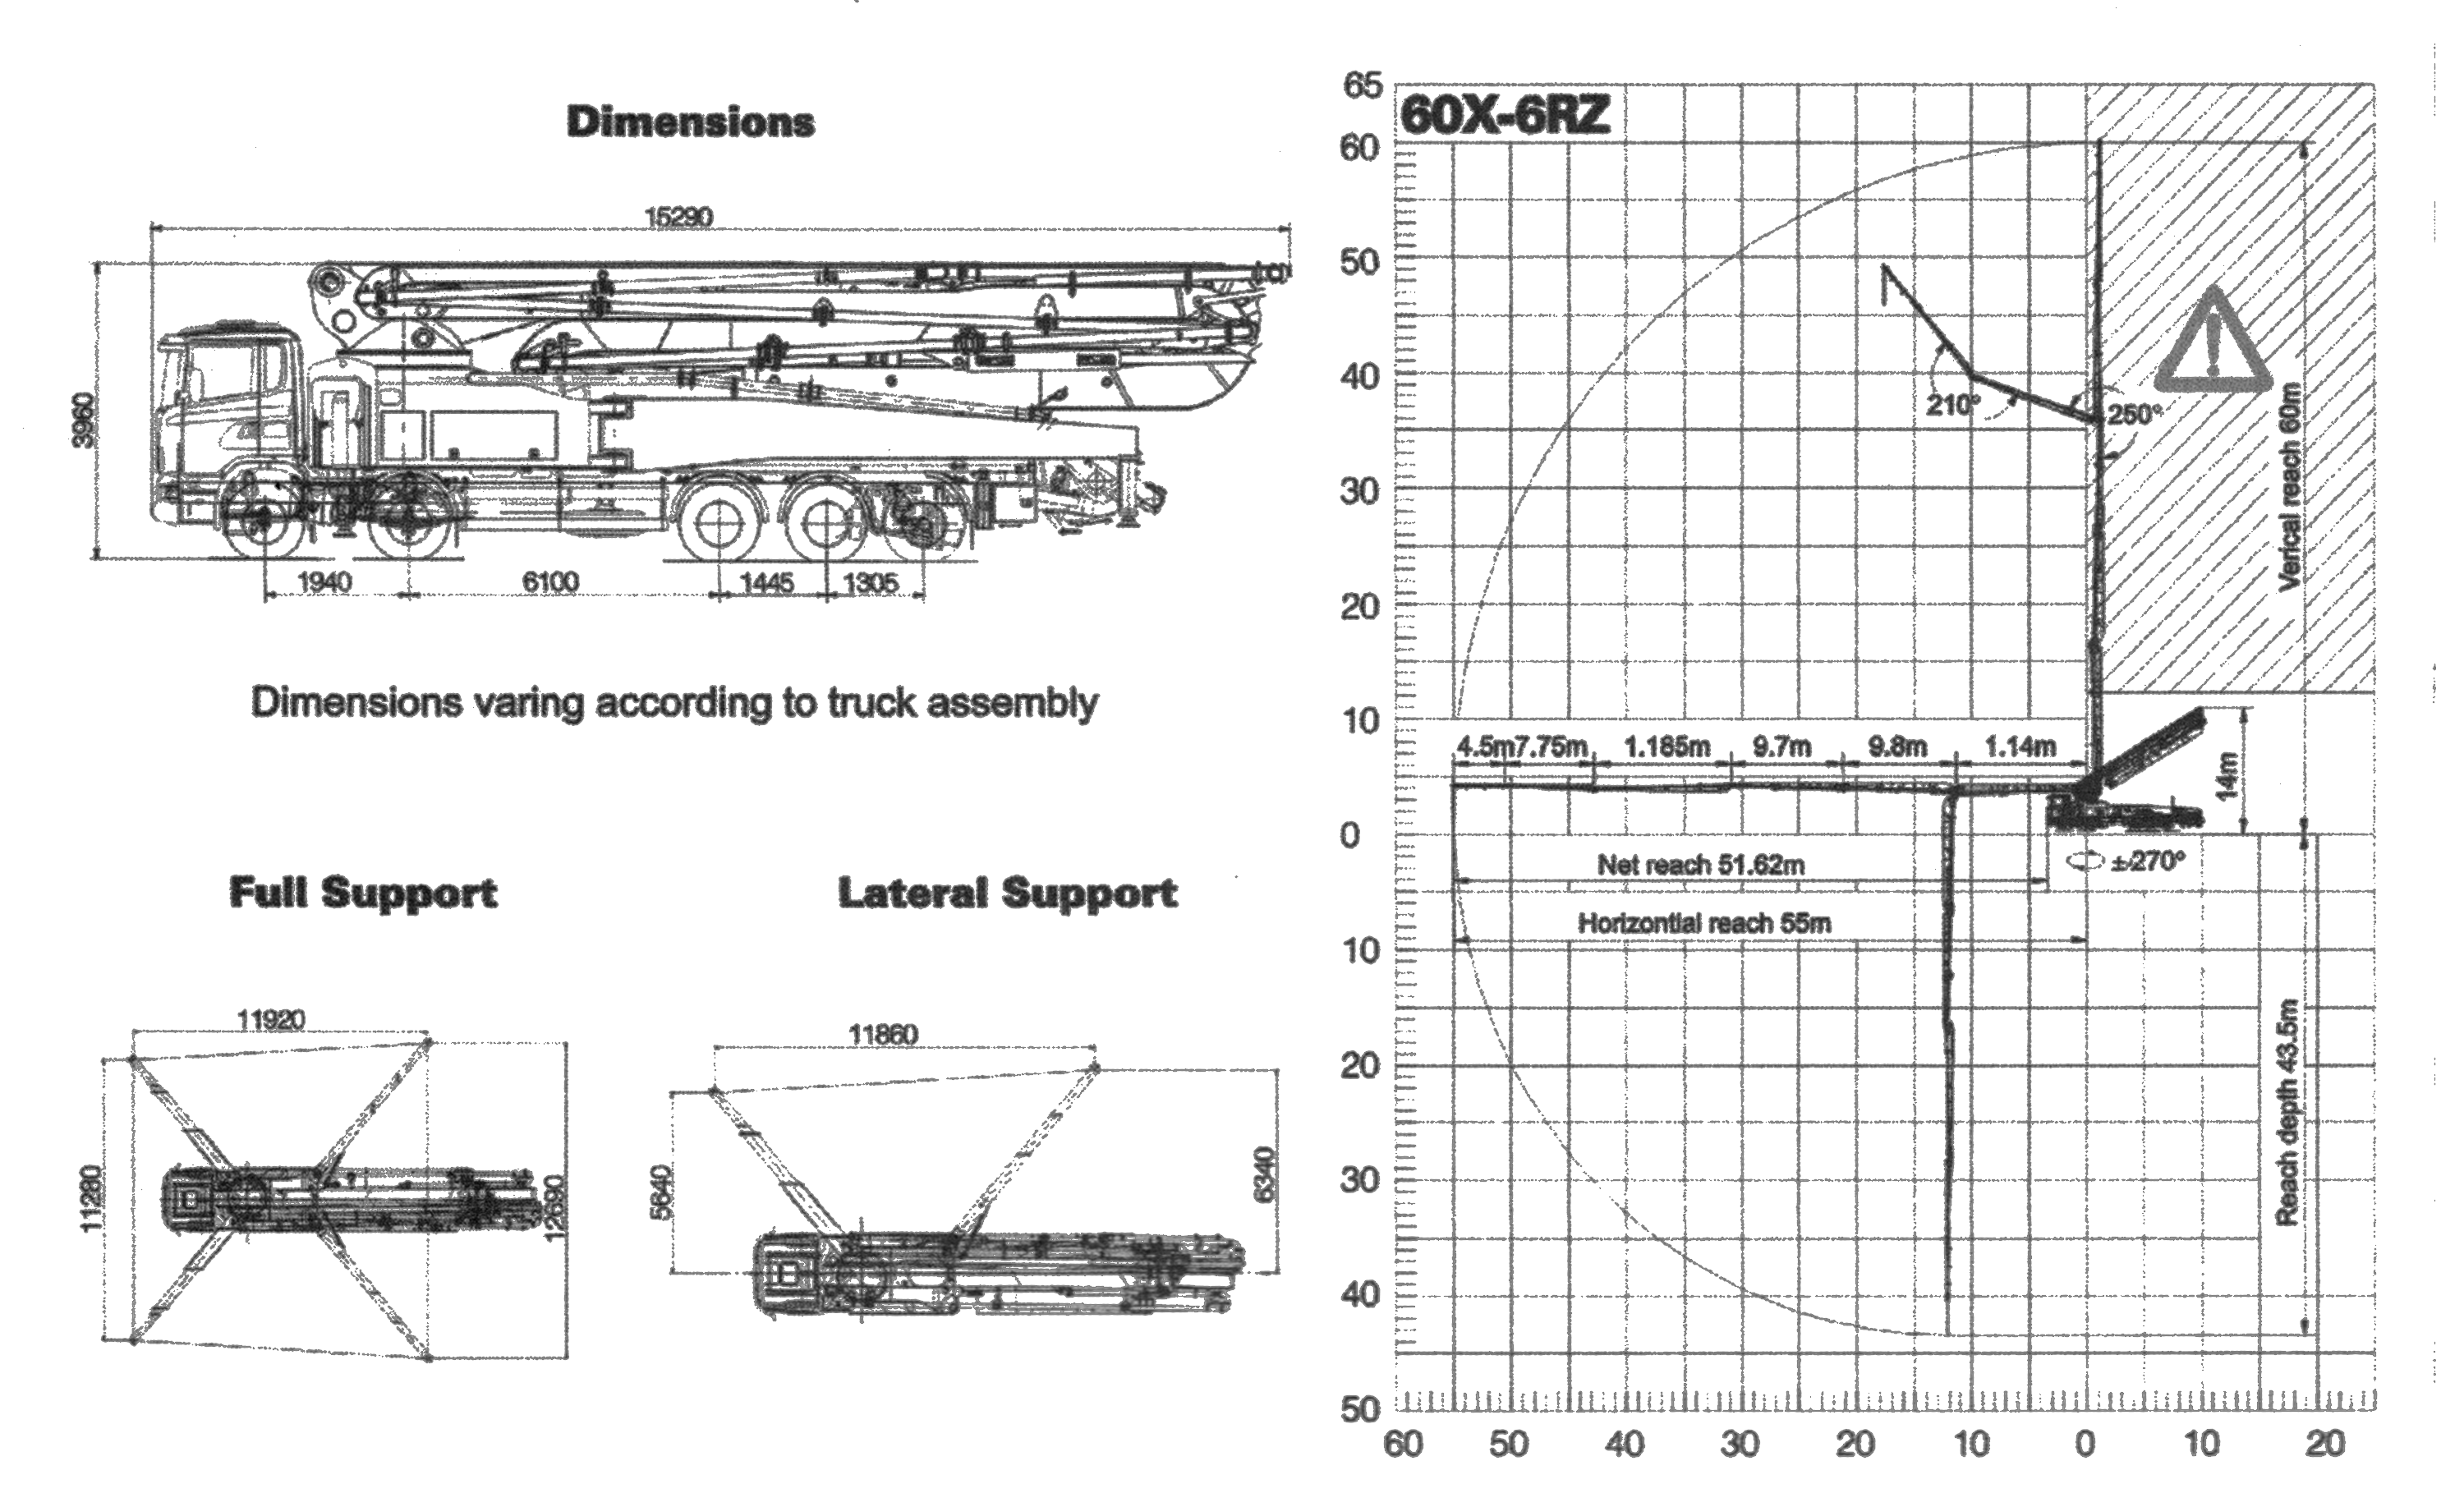 Dimensions
15290
3960
1940
6100
1445
1305
Dimensions varing according to truck assembly
Full Support
11920
11280
12690
Lateral Support
11860
5640
6340
60X-6RZ
65
60
50
40
30
20
10
0
10
20
30
40
50
210°
250°
Verical reach 60m
4.5m 7.75m 1.185m 9.7m 9.8m 1.14m
14m
Net reach 51.62m
±270°
Horizontial reach 55m
Reach depth 43.5m
60 50 40 30 20 10 0 10 20